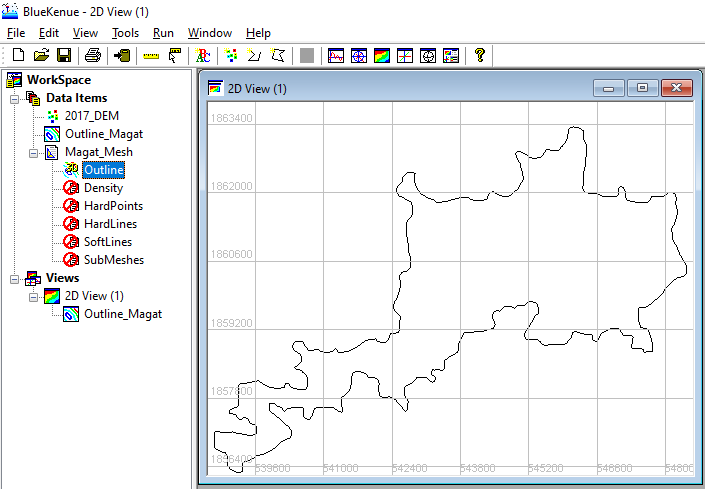 BlueKenue - 2D View (1)
File Edit View Tools Run Window Help
WorkSpace
Data Items
2017_DEM
Outline_Magat
Magat_Mesh
Outline
Density
HardPoints
HardLines
SoftLines
SubMeshes
Views
2D View (1)
Outline_Magat
2D View (1)
1863400
1862000
1860600
1859200
1857800
1856400
539600 541000 542400 543800 545200 546600 548000